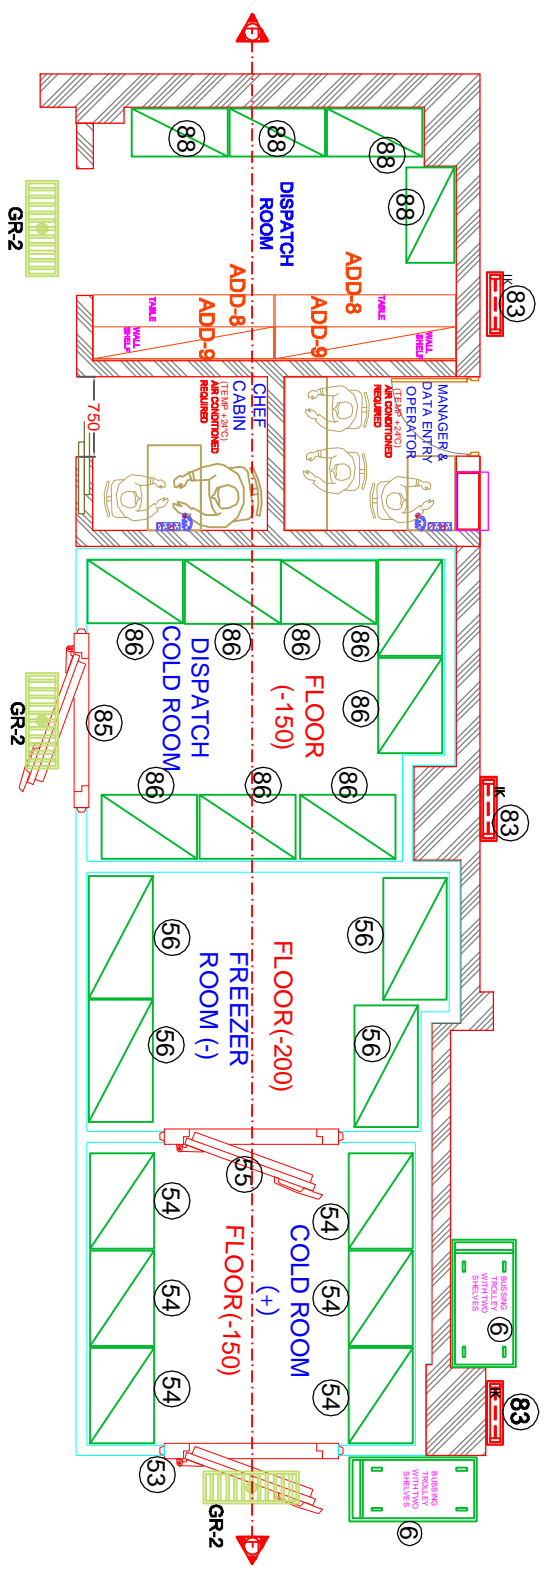 E
88
88
88
88
DISPATCH
ROOM
GR-2
IK
83
ADD-8
ADD-8
ADD-9
ADD-9
TABLE
TABLE
WALL
SHELF
WALL
SHELF
750
CHEF
CABIN
(TEMP +24°C)
AIR CONDITIONED
REQUIRED
MANAGER &
DATA ENTRY
OPERATOR
(TEMP +24°C)
AIR CONDITIONED
REQUIRED
86
86
86
86
86
DISPATCH
COLD ROOM
FLOOR
(-150)
85
GR-2
86
86
86
IK
83
56
56
56
56
FREEZER
ROOM (-)
FLOOR(-200)
55
54
54
54
54
54
54
COLD ROOM
(+)
FLOOR(-150)
BUSSING
TROLLEY
WITH TWO
SHELVES
6
IK
83
53
GR-2
BUSSING
TROLLEY
WITH TWO
SHELVES
6
E